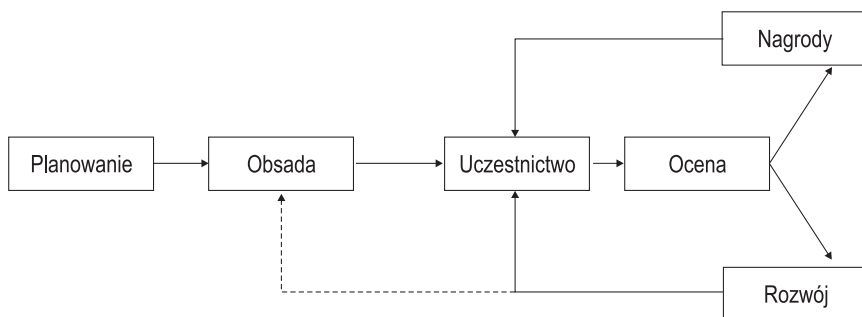 Nagrody
Planowanie
Obsada
Uczestnictwo
Ocena
Rozwój